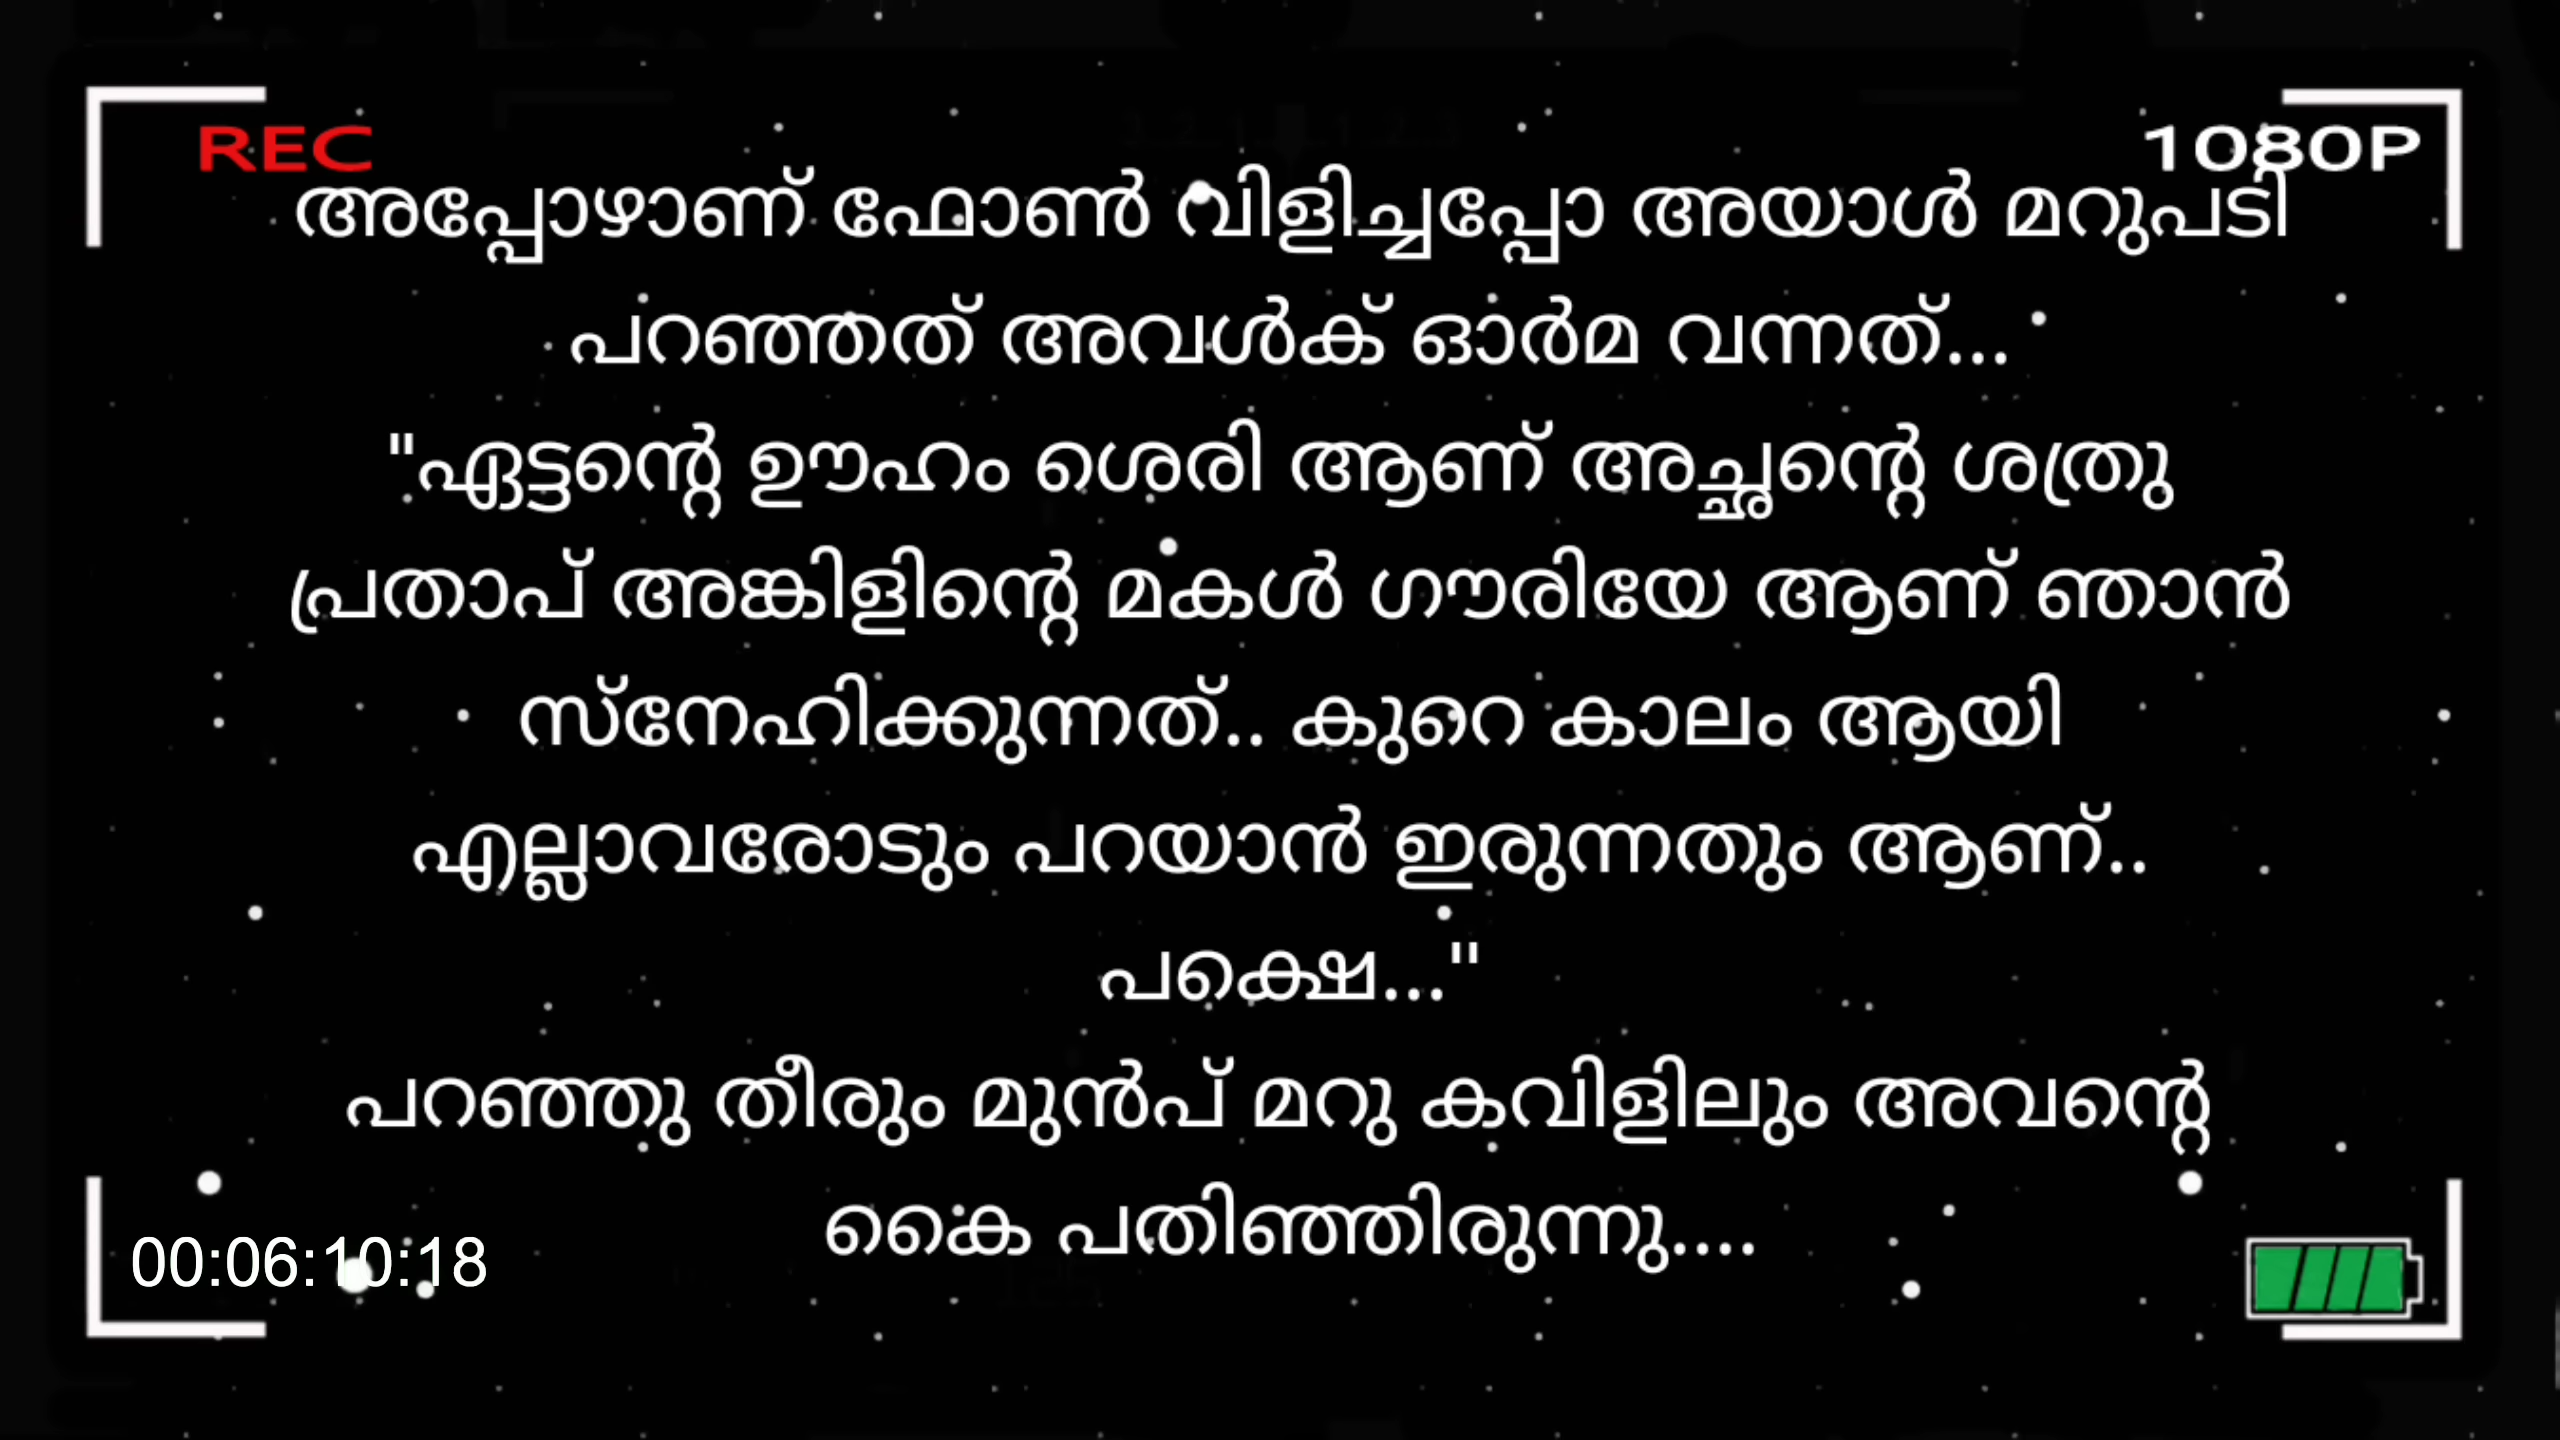 REC
1080P
അപ്പോഴാണ് ഫോൺ വിളിച്ചപ്പോ അയാൾ മറുപടി
പറഞ്ഞത് അവൾക് ഓർമ വന്നത്...
"ഏട്ടന്റെ ഊഹം ശെരി ആണ് അച്ഛന്റെ ശത്രു
പ്രതാപ് അങ്കിളിന്റെ മകൾ ഗൗരിയേ ആണ് ഞാൻ
സ്നേഹിക്കുന്നത്.. കുറെ കാലം ആയി
എല്ലാവരോടും പറയാൻ ഇരുന്നതും ആണ്..
പക്ഷെ..."
പറഞ്ഞു തീരും മുൻപ് മറു കവിളിലും അവന്റെ
കൈ പതിഞ്ഞിരുന്നു....
00:06:10:18